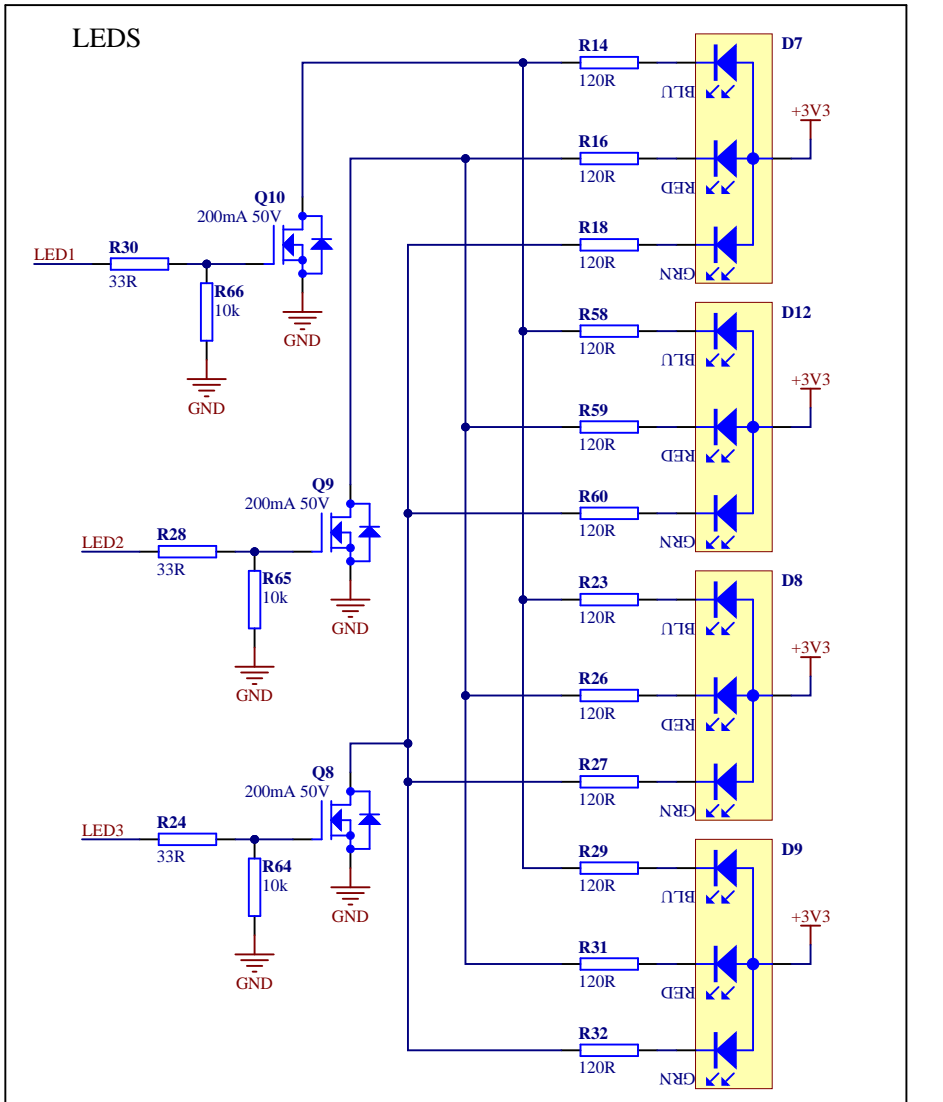 LEDS
R14
120R
BLU
D7
+3V3
R16
120R
RED
R18
120R
GRN
Q10
200mA 50V
LED1
R30
33R
R66
10k
GND
GND
R58
120R
BLU
D12
+3V3
R59
120R
RED
R60
120R
GRN
Q9
200mA 50V
LED2
R28
33R
R65
10k
GND
GND
R23
120R
BLU
D8
+3V3
R26
120R
RED
R27
120R
GRN
Q8
200mA 50V
LED3
R24
33R
R64
10k
GND
GND
R29
120R
BLU
D9
+3V3
R31
120R
RED
R32
120R
GRN